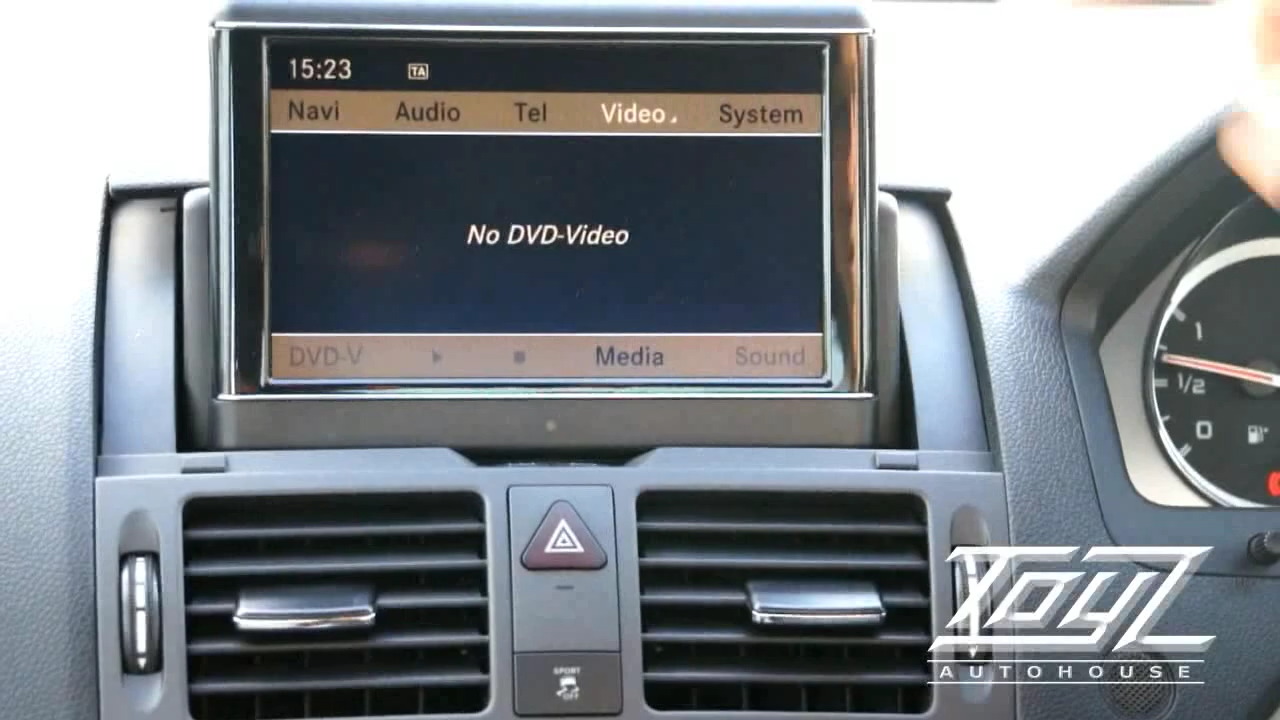 15:23 TA
Navi Audio Tel Video System
No DVD-Video
DVD-V Media Sound
1
1/2
0
SPORT
OFF
ToyZ
AUTOHOUSE